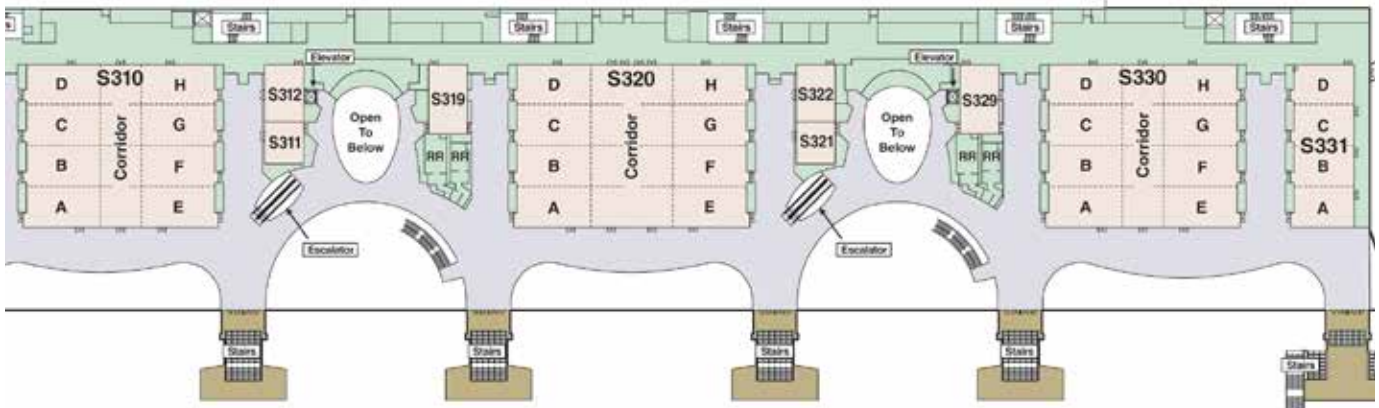 Stairs
Stairs
Stairs
Stairs
Stairs
Elevator
Elevator
D
S310
H
C
G
Corridor
B
F
A
E
S312
S311
Open
To
Below
S319
RR
RR
Escalator
D
S320
H
C
G
Corridor
B
F
A
E
S322
S321
Open
To
Below
S329
RR
RR
Escalator
D
S330
H
C
G
Corridor
B
F
A
E
D
C
S331
B
A
Stairs
Stairs
Stairs
Stairs
Stairs